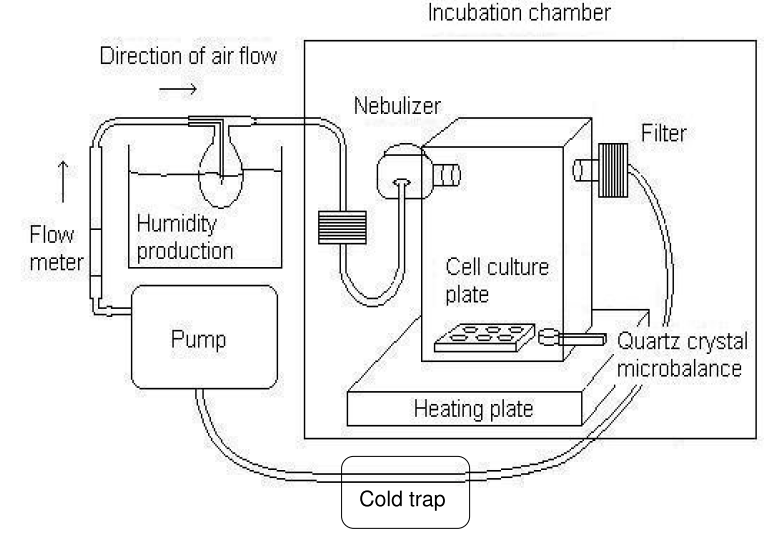 Incubation chamber
Direction of air flow
Nebulizer
Filter
Humidity
production
Flow
meter
Cell culture
plate
Pump
Quartz crystal
microbalance
Heating plate
Cold trap